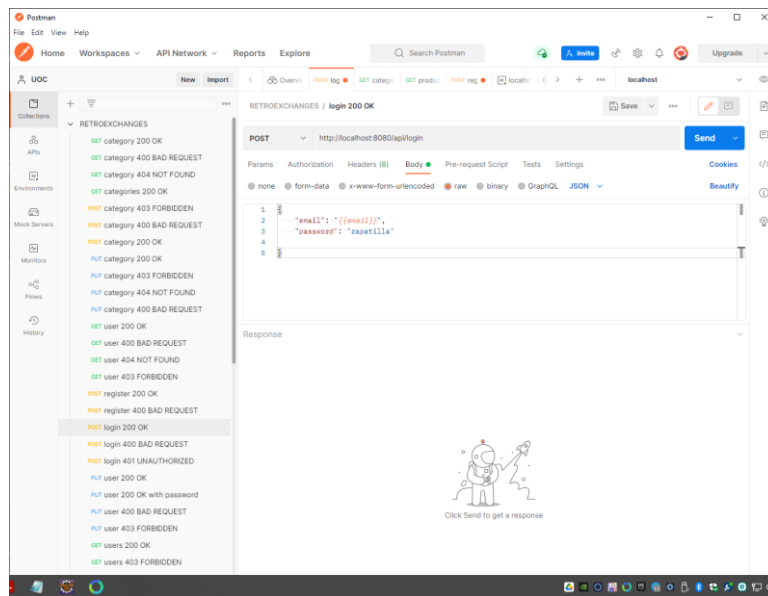 Postman
File Edit View Help
Home Workspaces API Network Reports Explore Search Postman Invite Upgrade
UOC New Import Overvi POST log GET catego GET produc POST reg localho localhost
Collections
APIs
Environments
Mock Servers
Monitors
Flows
History
RETROEXCHANGES
GET category 200 OK
GET category 400 BAD REQUEST
GET category 404 NOT FOUND
GET categories 200 OK
POST category 403 FORBIDDEN
POST category 400 BAD REQUEST
POST category 200 OK
PUT category 200 OK
PUT category 403 FORBIDDEN
PUT category 404 NOT FOUND
PUT category 400 BAD REQUEST
GET user 200 OK
GET user 400 BAD REQUEST
GET user 404 NOT FOUND
GET user 403 FORBIDDEN
POST register 200 OK
POST register 400 BAD REQUEST
POST login 200 OK
POST login 400 BAD REQUEST
POST login 401 UNAUTHORIZED
PUT user 200 OK
PUT user 200 OK with password
PUT user 400 BAD REQUEST
PUT user 403 FORBIDDEN
GET users 200 OK
GET users 403 FORBIDDEN
RETROEXCHANGES / login 200 OK Save
POST http://localhost:8080/api/login Send
Params Authorization Headers (8) Body Pre-request Script Tests Settings Cookies
none form-data x-www-form-urlencoded raw binary GraphQL JSON Beautify
1 {
2 "email": "{{email}}",
3 "password": "zapatilla"
4
5 }
Response
Click Send to get a response